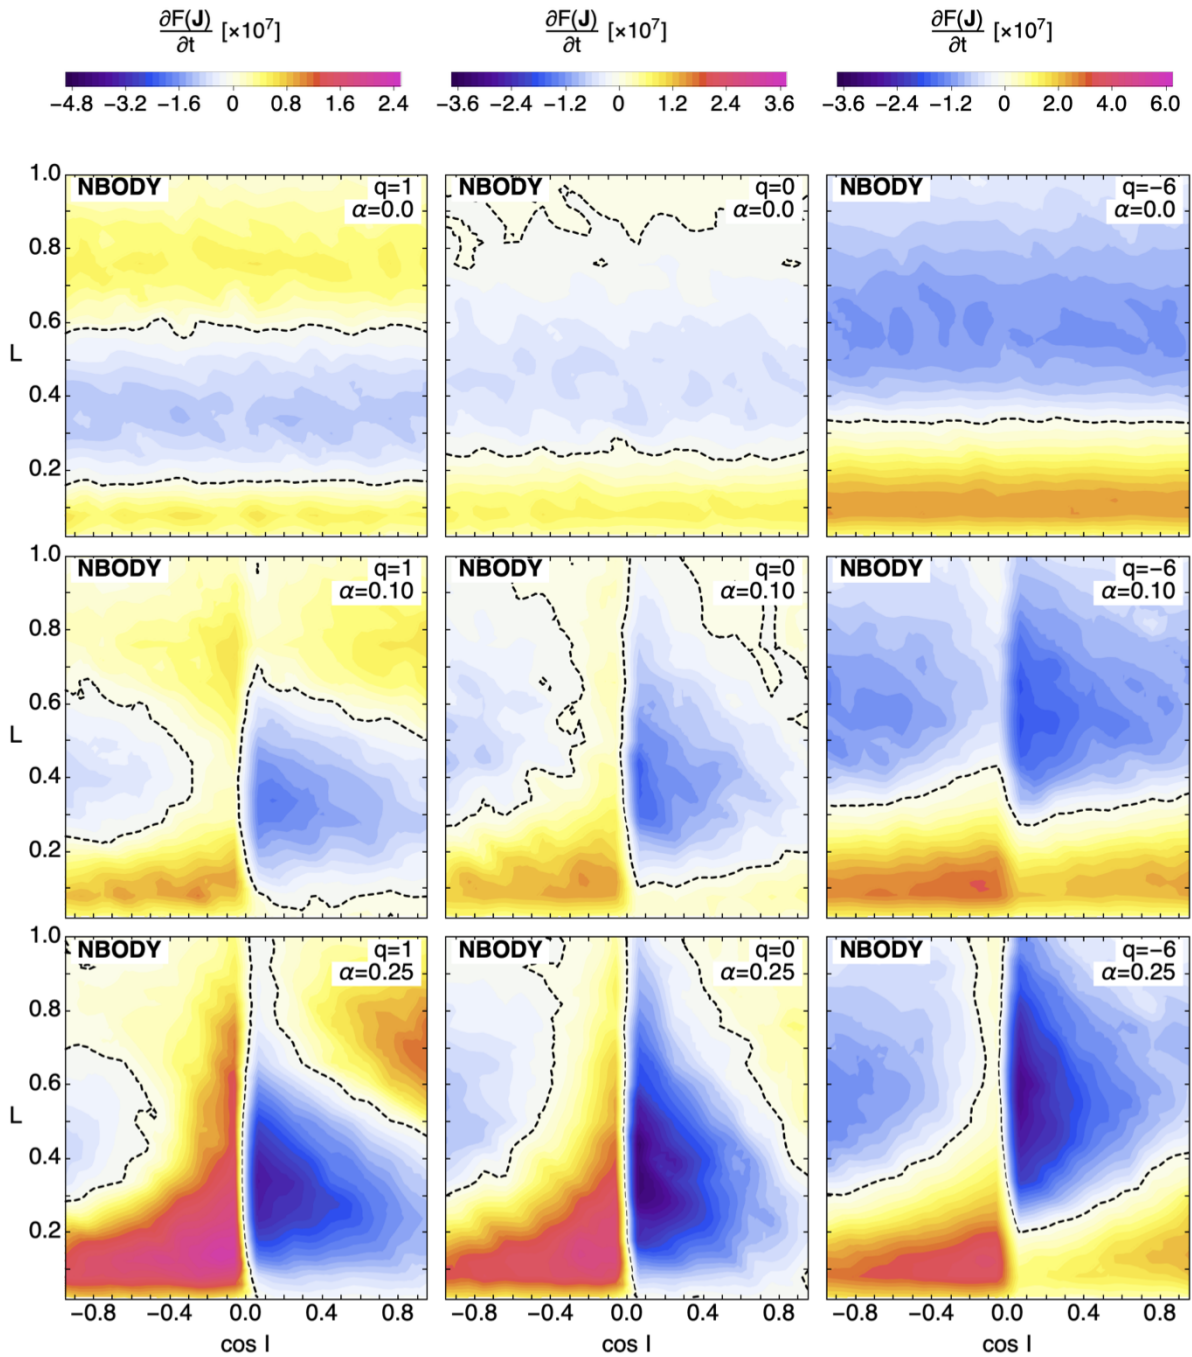 ∂F(J)/∂t [×10⁷] ∂F(J)/∂t [×10⁷] ∂F(J)/∂t [×10⁷]
−4.8 −3.2 −1.6 0 0.8 1.6 2.4 −3.6 −2.4 −1.2 0 1.2 2.4 3.6 −3.6 −2.4 −1.2 0 2.0 4.0 6.0
1.0 NBODY q=1 NBODY q=0 NBODY q=−6
α=0.0 α=0.0 α=0.0
0.8
0.6
L
0.4
0.2
1.0 NBODY q=1 NBODY q=0 NBODY q=−6
α=0.10 α=0.10 α=0.10
0.8
0.6
L
0.4
0.2
1.0 NBODY q=1 NBODY q=0 NBODY q=−6
α=0.25 α=0.25 α=0.25
0.8
0.6
L
0.4
0.2
−0.8 −0.4 0.0 0.4 0.8 −0.8 −0.4 0.0 0.4 0.8 −0.8 −0.4 0.0 0.4 0.8
cos I cos I cos I